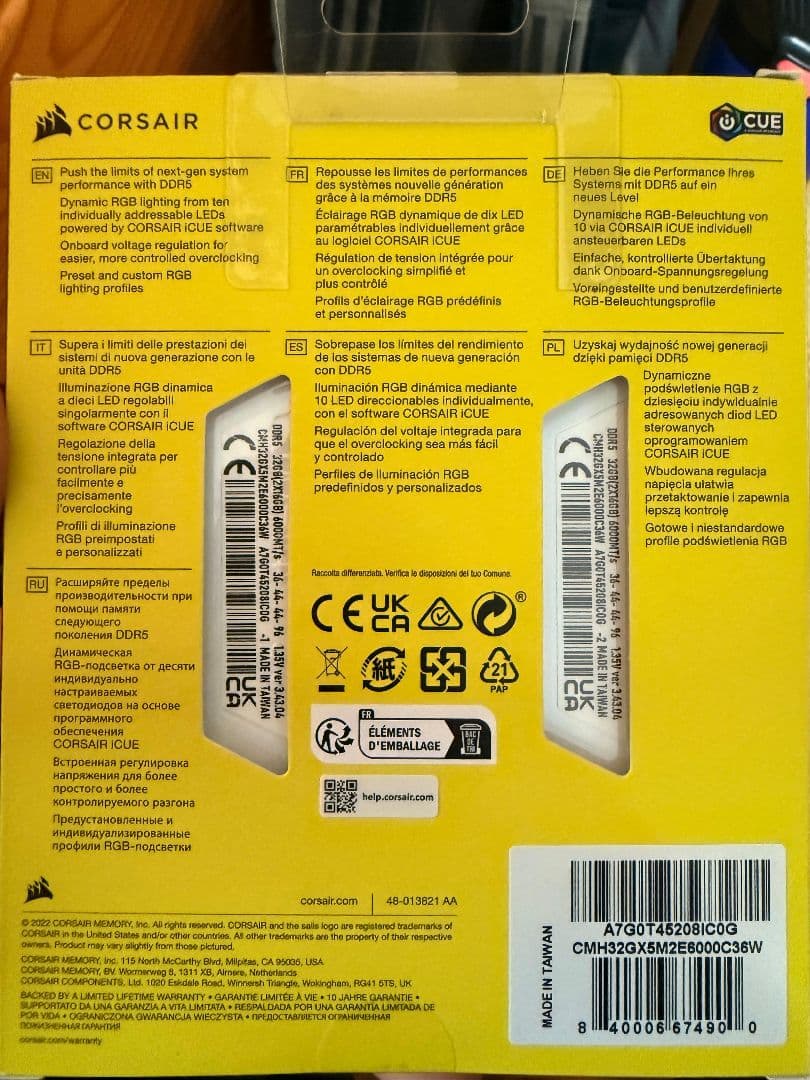 CORSAIR
iCUE
EN
Push the limits of next-gen system
performance with DDR5
Dynamic RGB lighting from ten
individually addressable LEDs
powered by CORSAIR iCUE software
Onboard voltage regulation for
easier, more controlled overclocking
Preset and custom RGB
lighting profiles
FR
Repousse les limites de performances
des systèmes nouvelle génération
grâce à la mémoire DDR5
Éclairage RGB dynamique de dix LED
paramétrables individuellement grâce
au logiciel CORSAIR iCUE
Régulation de tension intégrée pour
un overclocking simplifié et
plus contrôlé
Profils d'éclairage RGB prédéfinis
et personnalisés
DE
Heben Sie die Performance Ihres
Systems mit DDR5 auf ein
neues Level
Dynamische RGB-Beleuchtung von
10 via CORSAIR iCUE individuell
ansteuerbaren LEDs
Einfache, kontrollierte Übertaktung
dank Onboard-Spannungsregelung
Voreingestellte und benutzerdefinierte
RGB-Beleuchtungsprofile
IT
Supera i limiti delle prestazioni dei
sistemi di nuova generazione con le
unità DDR5
Illuminazione RGB dinamica
a dieci LED regolabili
singolarmente con il
software CORSAIR iCUE
Regolazione della
tensione integrata per
controllare più
facilmente e
precisamente
l'overclocking
Profili di illuminazione
RGB preimpostati
e personalizzati
ES
Sobrepase los límites del rendimiento
de los sistemas de nueva generación
con DDR5
Iluminación RGB dinámica mediante
10 LED direccionables individualmente,
con el software CORSAIR iCUE
Regulación del voltaje integrada para
que el overclocking sea más fácil
y controlado
Perfiles de iluminación RGB
predefinidos y personalizados
PL
Uzyskaj wydajność nowej generacji
dzięki pamięci DDR5
Dynamiczne
podświetlenie RGB z
dziesięciu indywidualnie
adresowanych diod LED
sterowanych
oprogramowaniem
CORSAIR iCUE
Wbudowana regulacja
napięcia ułatwia
przetaktowanie i zapewnia
lepszą kontrolę
Gotowe i niestandardowe
profile podświetlenia RGB
RU
Расширяйте пределы
производительности при
помощи памяти
следующего
поколения DDR5
Динамическая
RGB-подсветка от десяти
индивидуально
настраиваемых
светодиодов на основе
программного
обеспечения
CORSAIR iCUE
Встроенная регулировка
напряжения для более
простого и более
контролируемого разгона
Предустановленные и
индивидуализированные
профили RGB-подсветки
DDR5 32GB(2X16GB) 6000MT/s 36-44-44-96 1.35V ver 3.43.04
CMH32GX5M2E6000C36W A7G0T45208IC0G -1 MADE IN TAIWAN
CE
UK
CA
DDR5 32GB(2X16GB) 6000MT/s 36-44-44-96 1.35V ver 3.43.04
CMH32GX5M2E6000C36W A7G0T45208IC0G -2 MADE IN TAIWAN
CE
UK
CA
Raccolta differenziata. Verifica le disposizioni del tuo Comune.
CE
UK
CA
®
紙
21
PAP
FR
ÉLÉMENTS
D'EMBALLAGE
BAC
DE
TRI
help.corsair.com
corsair.com
48-013821 AA
© 2022 CORSAIR MEMORY, Inc. All rights reserved. CORSAIR and the sails logo are registered trademarks of
CORSAIR in the United States and/or other countries. All other trademarks are the property of their respective
owners. Product may vary slightly from those pictured.
CORSAIR MEMORY, Inc. 115 North McCarthy Blvd, Milpitas, CA 95035, USA
CORSAIR MEMORY, BV. Wormerweg 8, 1311 XB, Almere, Netherlands
CORSAIR COMPONENTS, Ltd. 1020 Eskdale Road, Winnersh Triangle, Wokingham, RG41 5TS, UK
BACKED BY A LIMITED LIFETIME WARRANTY • GARANTIE LIMITÉE À VIE • 10 JAHRE GARANTIE •
SUPPORTATO DA UNA GARANZIA A VITA LIMITATA • RESPALDADA POR UNA GARANTÍA LIMITADA DE
POR VIDA • OGRANICZONA GWARANCJA WIECZYSTA • ПРЕДОСТАВЛЯЕТСЯ ОГРАНИЧЕННАЯ
ПОЖИЗНЕННАЯ ГАРАНТИЯ
corsair.com/warranty
MADE IN TAIWAN
A7G0T45208IC0G
CMH32GX5M2E6000C36W
8 40006 67490 0